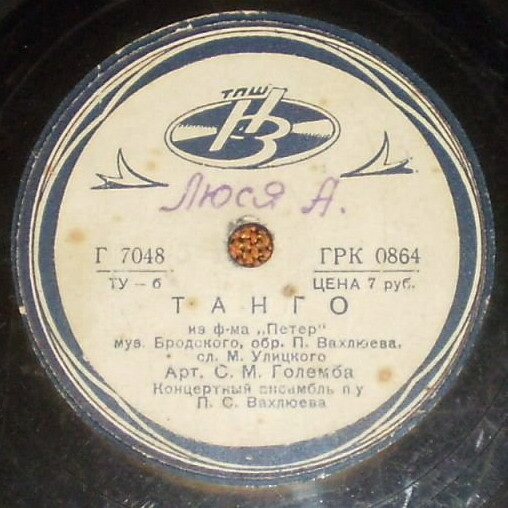 ТПШ
НЗ
Люся А.
Г 7048 ГРК 0864
ТУ – б ЦЕНА 7 руб.
ТАНГО
из ф-ма „Петер"
муз. Бродского, обр. П. Вахлюева,
сл. М. Улицкого
Арт. С. М. Големба
Концертный ансамбль п/у
П. С. Вахлюева